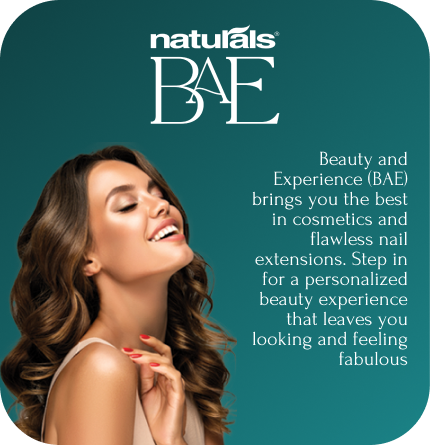 naturals®
BAE
Beauty and
Experience (BAE)
brings you the best
in cosmetics and
flawless nail
extensions. Step in
for a personalized
beauty experience
that leaves you
looking and feeling
fabulous